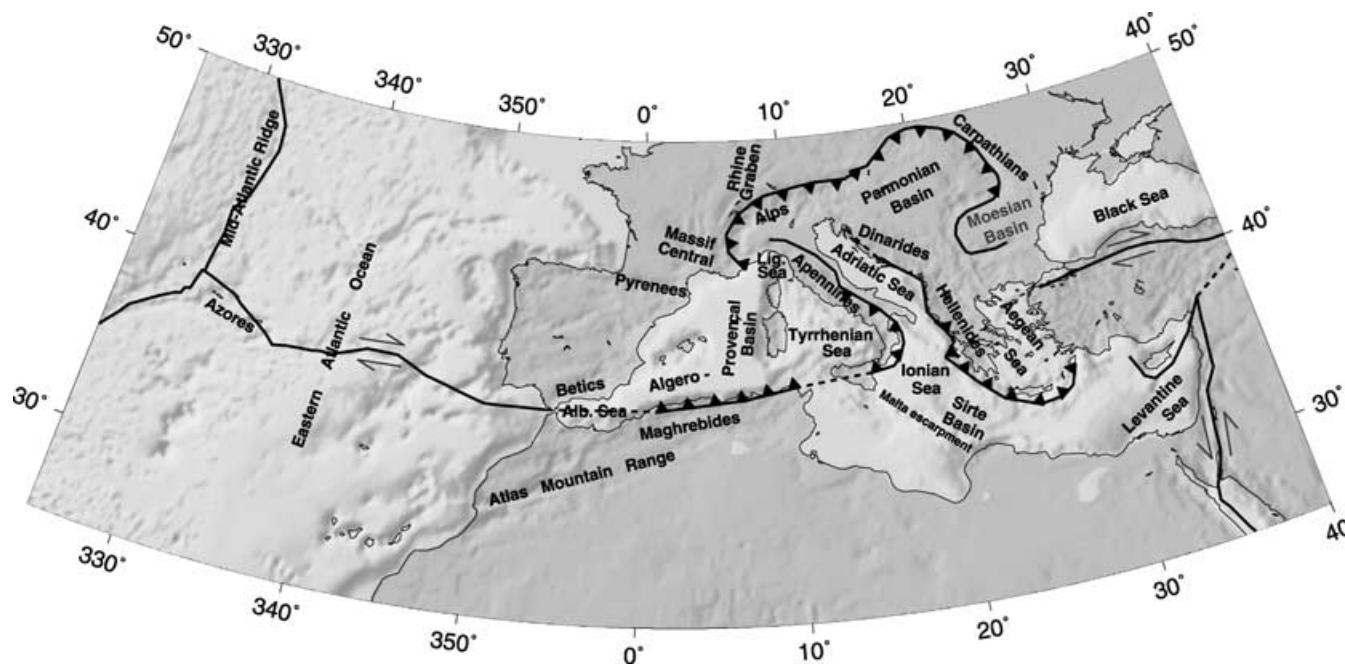 330°
340°
350°
0°
10°
20°
30°
40°
50°
50°
40°
30°
40°
30°
Mid-Atlantic Ridge
Azores
Eastern Atlantic Ocean
Rhine
Graben
Massif
Central
Pyrenees
Alps
Pannonian
Basin
Carpathians
Moesian
Basin
Black Sea
Dinarides
Adriatic Sea
Lig.
Sea
Apennines
Hellenides
Aegean
Sea
Provençal
Basin
Tyrrhenian
Sea
Algero-
Betics
Alb. Sea
Maghrebides
Atlas Mountain Range
Ionian
Sea
Sirte
Basin
Malta escarpment
Levantine
Sea
330°
340°
350°
0°
10°
20°
30°
40°